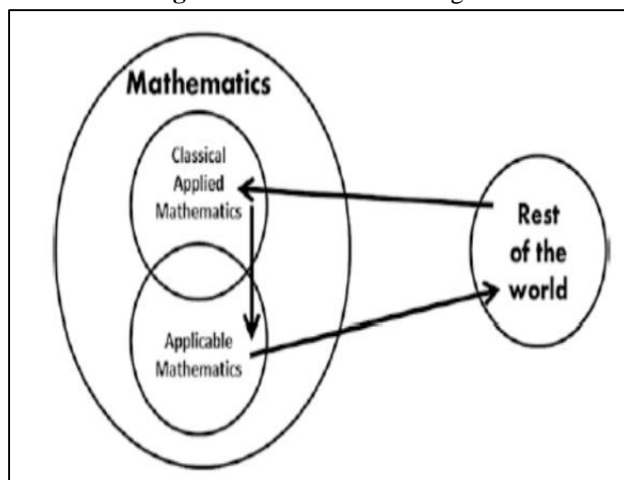 Mathematics
Classical
Applied
Mathematics
Applicable
Mathematics
Rest
of the
world